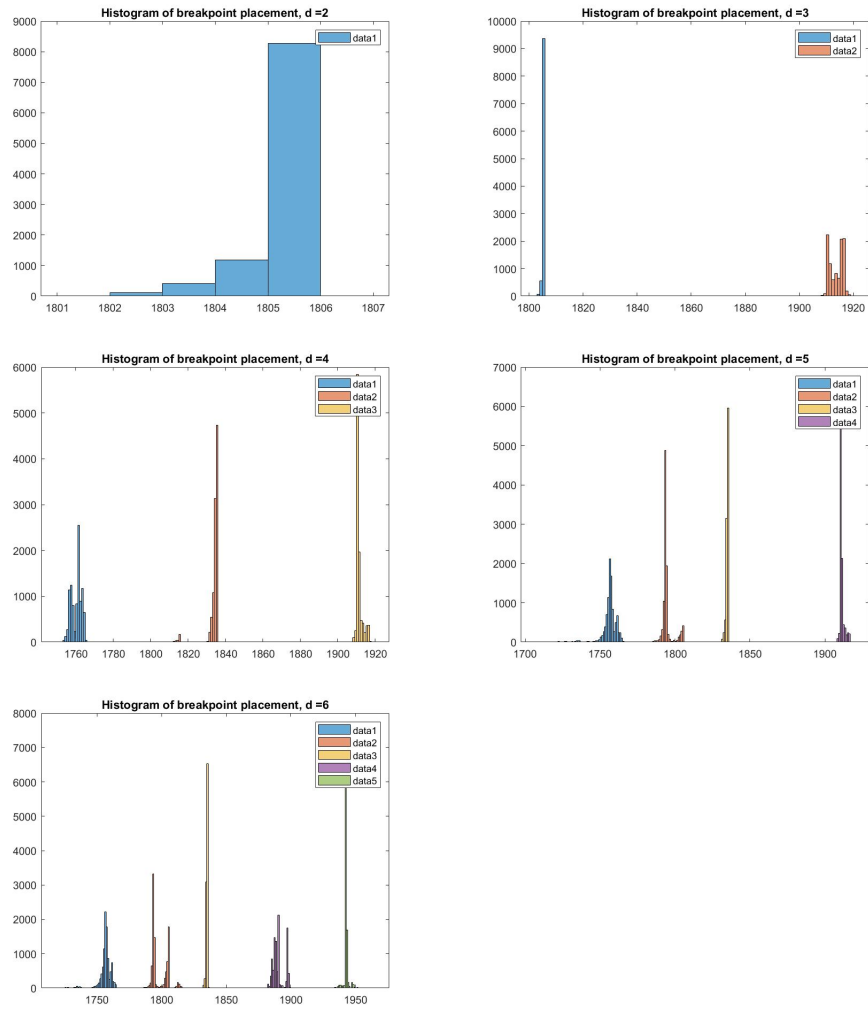 Histogram of breakpoint placement, d =2
9000
8000
7000
6000
5000
4000
3000
2000
1000
0
1801 1802 1803 1804 1805 1806 1807
data1
Histogram of breakpoint placement, d =3
10000
9000
8000
7000
6000
5000
4000
3000
2000
1000
0
1800 1820 1840 1860 1880 1900 1920
data1
data2
Histogram of breakpoint placement, d =4
6000
5000
4000
3000
2000
1000
0
1760 1780 1800 1820 1840 1860 1880 1900 1920
data1
data2
data3
Histogram of breakpoint placement, d =5
7000
6000
5000
4000
3000
2000
1000
0
1700 1750 1800 1850 1900
data1
data2
data3
data4
Histogram of breakpoint placement, d =6
8000
7000
6000
5000
4000
3000
2000
1000
0
1750 1800 1850 1900 1950
data1
data2
data3
data4
data5